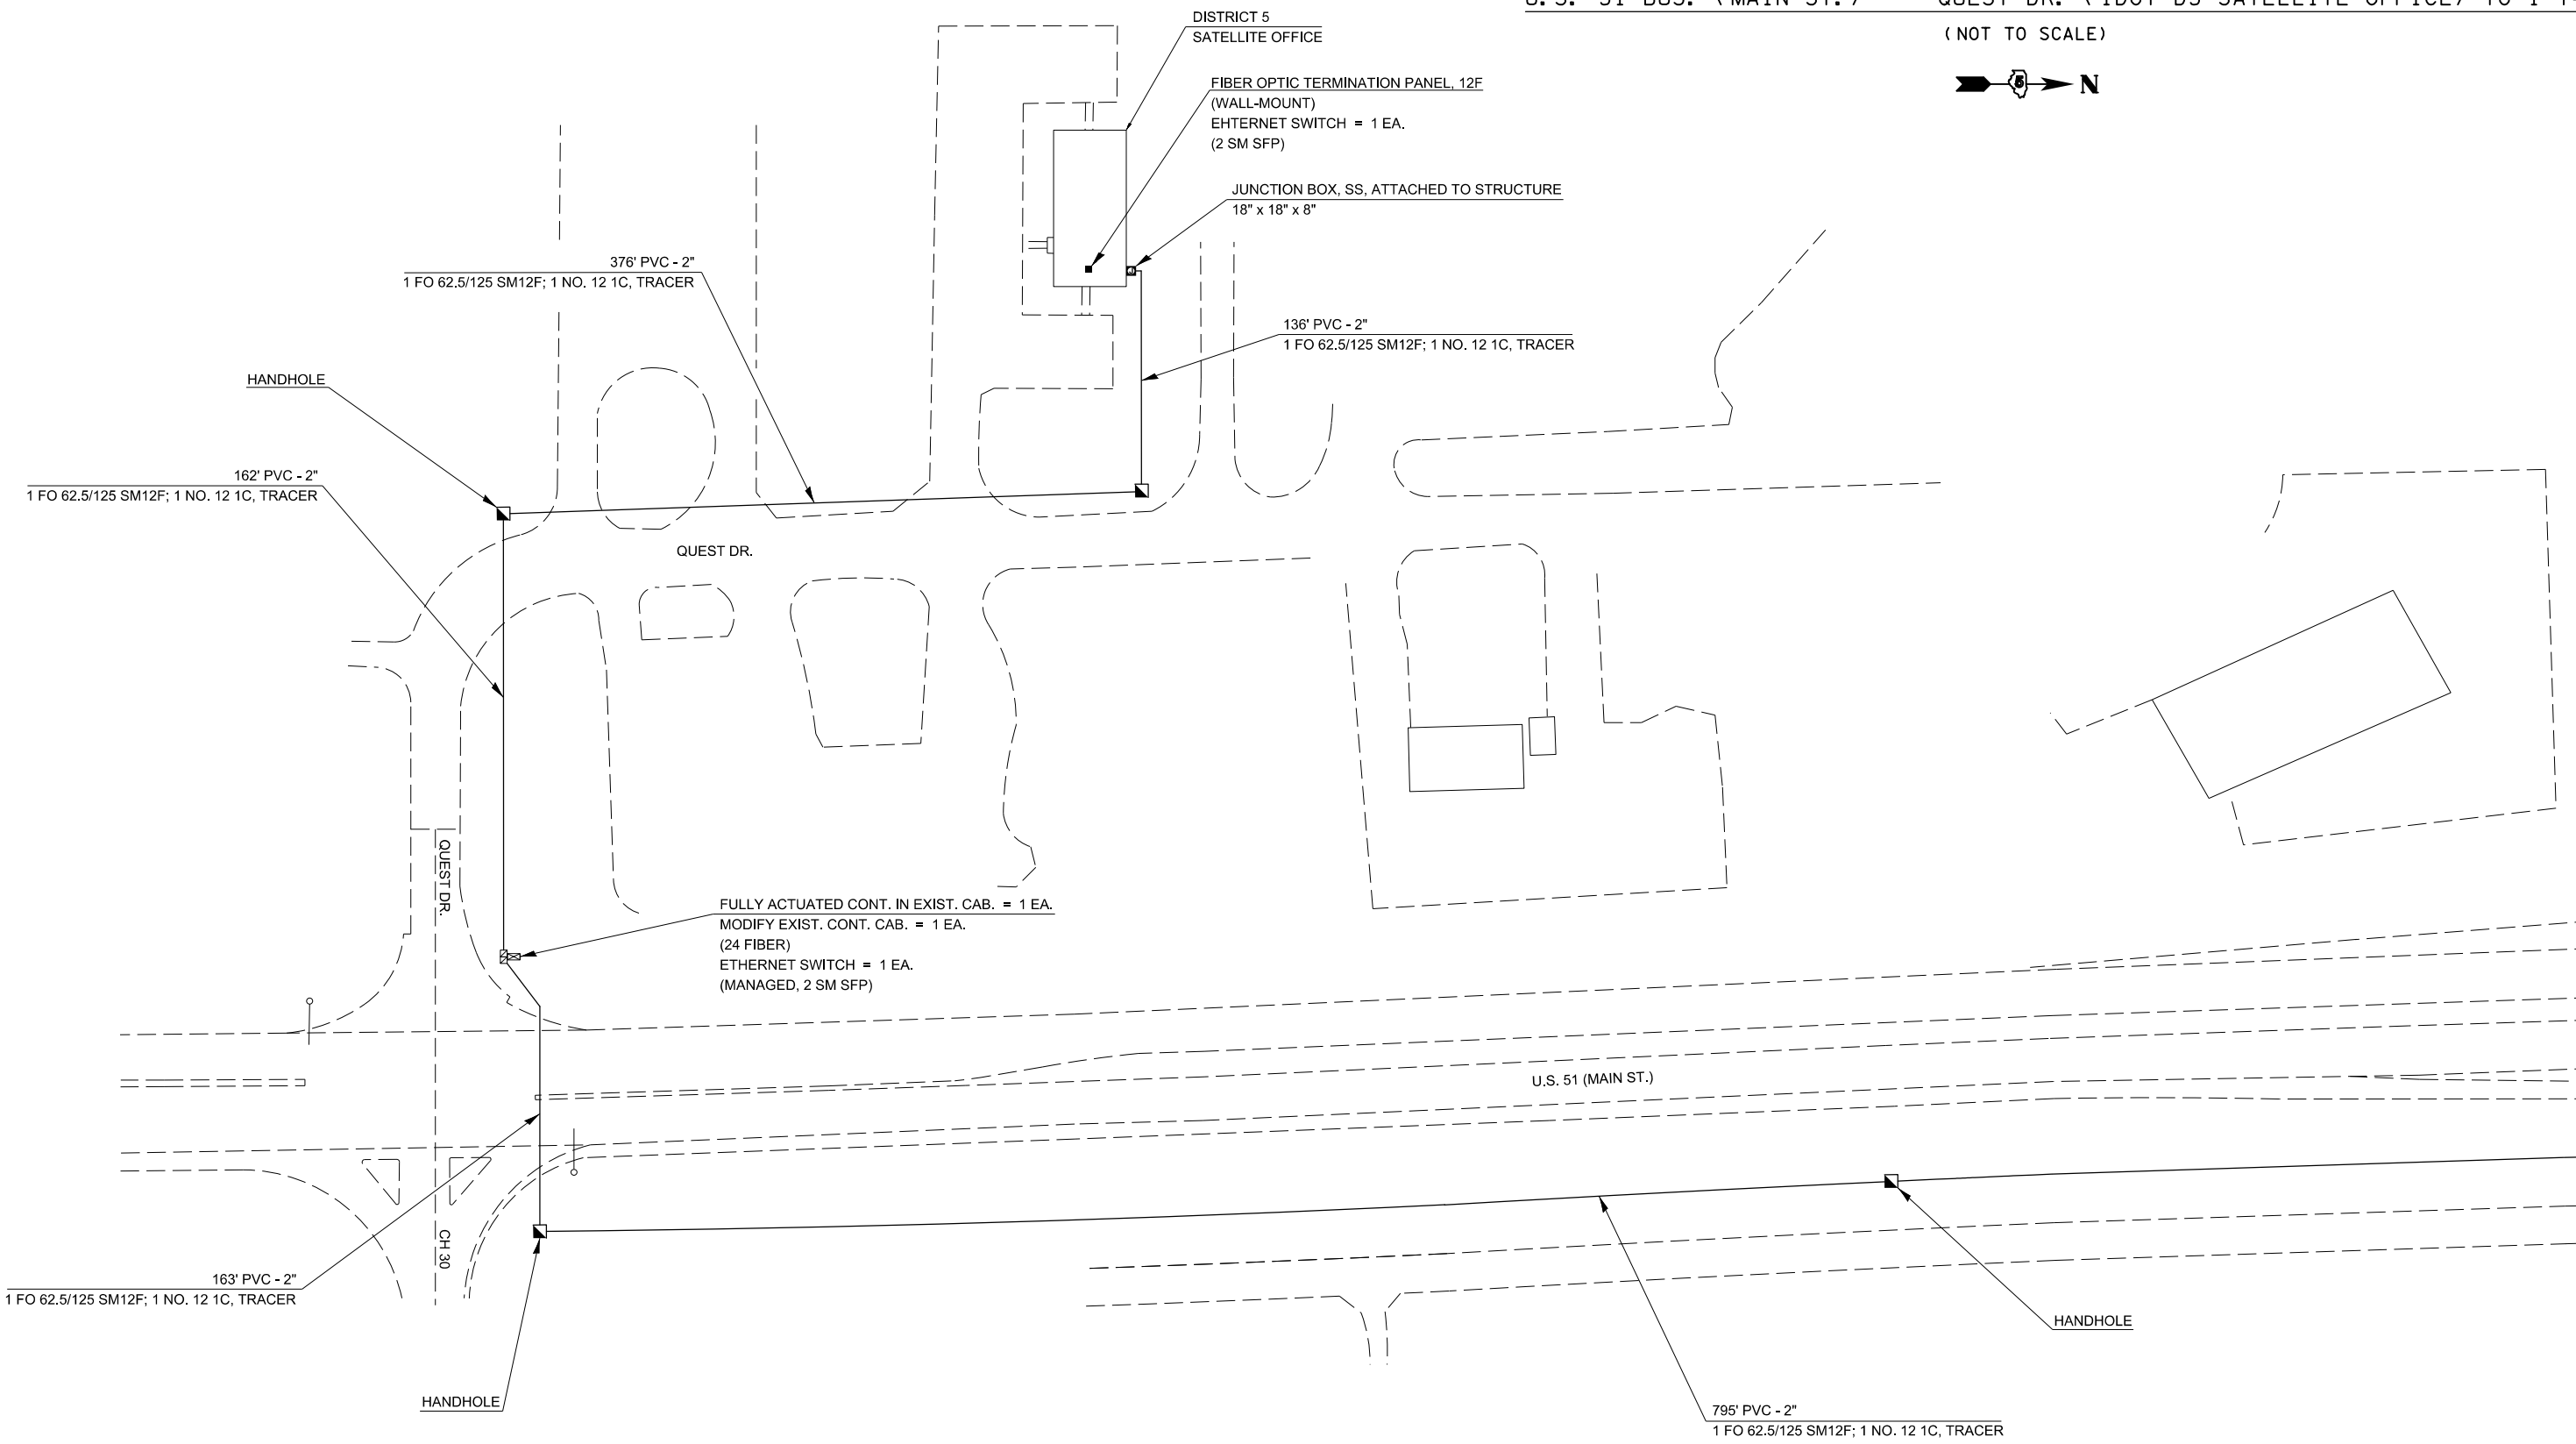 (NOT TO SCALE)
5 N
DISTRICT 5
SATELLITE OFFICE
FIBER OPTIC TERMINATION PANEL, 12F
(WALL-MOUNT)
EHTERNET SWITCH = 1 EA.
(2 SM SFP)
JUNCTION BOX, SS, ATTACHED TO STRUCTURE
18" x 18" x 8"
376' PVC - 2"
1 FO 62.5/125 SM12F; 1 NO. 12 1C, TRACER
136' PVC - 2"
1 FO 62.5/125 SM12F; 1 NO. 12 1C, TRACER
HANDHOLE
162' PVC - 2"
1 FO 62.5/125 SM12F; 1 NO. 12 1C, TRACER
QUEST DR.
QUEST DR.
FULLY ACTUATED CONT. IN EXIST. CAB. = 1 EA.
MODIFY EXIST. CONT. CAB. = 1 EA.
(24 FIBER)
ETHERNET SWITCH = 1 EA.
(MANAGED, 2 SM SFP)
U.S. 51 (MAIN ST.)
CH 30
163' PVC - 2"
1 FO 62.5/125 SM12F; 1 NO. 12 1C, TRACER
HANDHOLE
HANDHOLE
795' PVC - 2"
1 FO 62.5/125 SM12F; 1 NO. 12 1C, TRACER